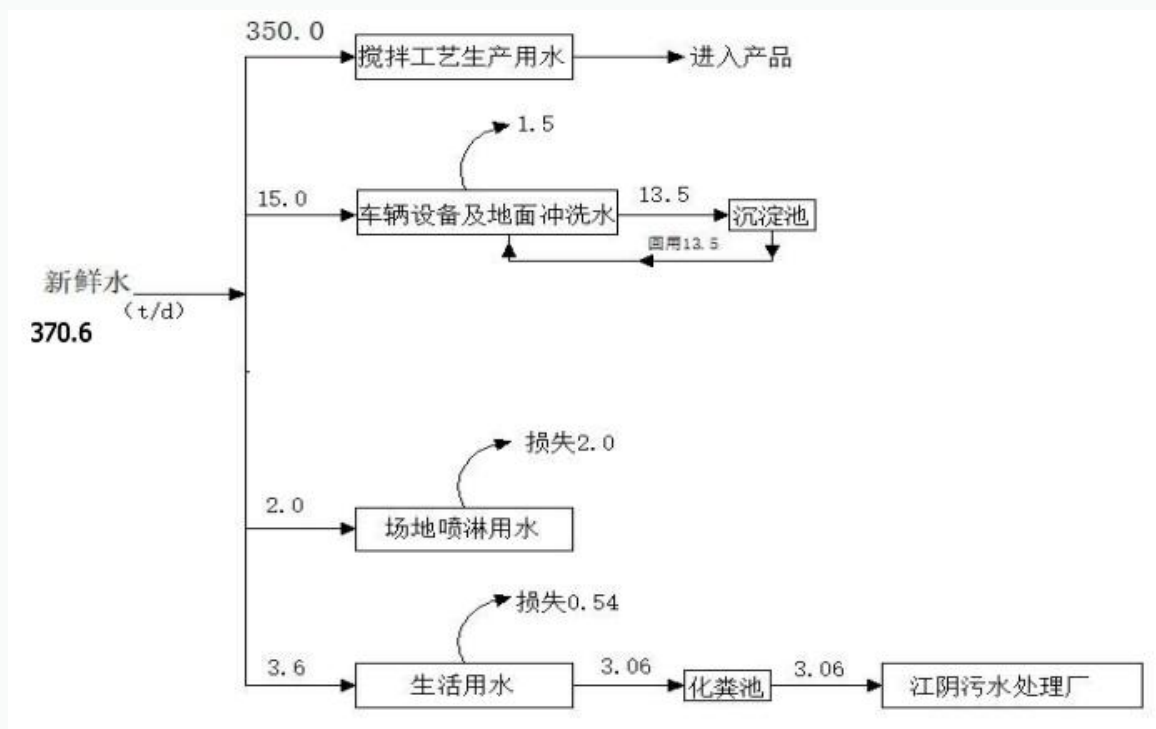 350.0
搅拌工艺生产用水
进入产品
1.5
15.0
车辆设备及地面冲洗水
13.5
沉淀池
回用13.5
新鲜水
(t/d)
370.6
损失2.0
2.0
场地喷淋用水
损失0.54
3.6
生活用水
3.06
化粪池
3.06
江阴污水处理厂